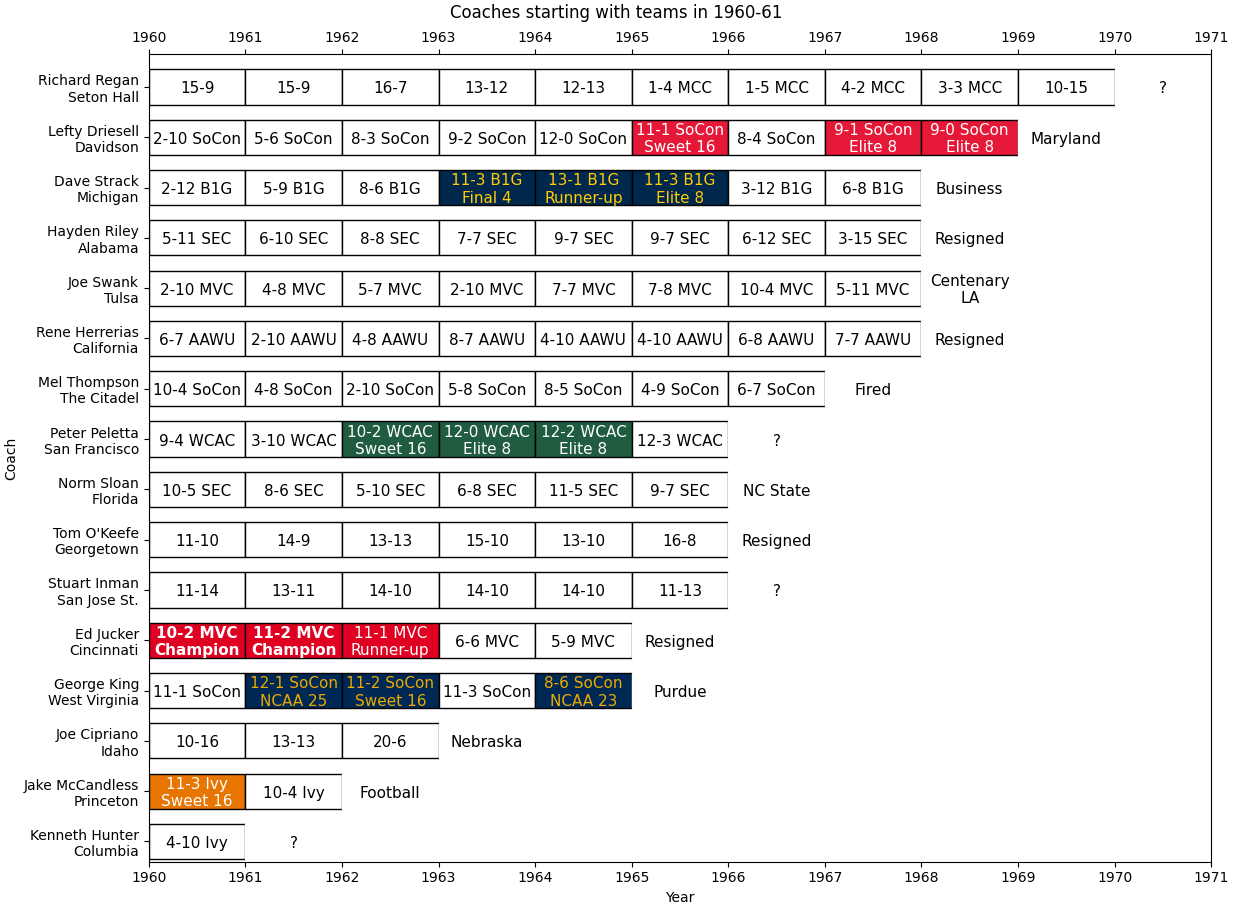 Coaches starting with teams in 1960-61
1960 1961 1962 1963 1964 1965 1966 1967 1968 1969 1970 1971
Richard Regan
Seton Hall
15-9 15-9 16-7 13-12 12-13 1-4 MCC 1-5 MCC 4-2 MCC 3-3 MCC 10-15 ?
Lefty Driesell
Davidson
2-10 SoCon 5-6 SoCon 8-3 SoCon 9-2 SoCon 12-0 SoCon 11-1 SoCon
Sweet 16 8-4 SoCon 9-1 SoCon
Elite 8 9-0 SoCon
Elite 8 Maryland
Dave Strack
Michigan
2-12 B1G 5-9 B1G 8-6 B1G 11-3 B1G
Final 4 13-1 B1G
Runner-up 11-3 B1G
Elite 8 3-12 B1G 6-8 B1G Business
Hayden Riley
Alabama
5-11 SEC 6-10 SEC 8-8 SEC 7-7 SEC 9-7 SEC 9-7 SEC 6-12 SEC 3-15 SEC Resigned
Joe Swank
Tulsa
2-10 MVC 4-8 MVC 5-7 MVC 2-10 MVC 7-7 MVC 7-8 MVC 10-4 MVC 5-11 MVC Centenary
LA
Rene Herrerias
California
6-7 AAWU 2-10 AAWU 4-8 AAWU 8-7 AAWU 4-10 AAWU 4-10 AAWU 6-8 AAWU 7-7 AAWU Resigned
Mel Thompson
The Citadel
10-4 SoCon 4-8 SoCon 2-10 SoCon 5-8 SoCon 8-5 SoCon 4-9 SoCon 6-7 SoCon Fired
Peter Peletta
San Francisco
9-4 WCAC 3-10 WCAC 10-2 WCAC
Sweet 16 12-0 WCAC
Elite 8 12-2 WCAC
Elite 8 12-3 WCAC ?
Norm Sloan
Florida
10-5 SEC 8-6 SEC 5-10 SEC 6-8 SEC 11-5 SEC 9-7 SEC NC State
Tom O'Keefe
Georgetown
11-10 14-9 13-13 15-10 13-10 16-8 Resigned
Stuart Inman
San Jose St.
11-14 13-11 14-10 14-10 14-10 11-13 ?
Ed Jucker
Cincinnati
10-2 MVC
Champion 11-2 MVC
Champion 11-1 MVC
Runner-up 6-6 MVC 5-9 MVC Resigned
George King
West Virginia
11-1 SoCon 12-1 SoCon
NCAA 25 11-2 SoCon
Sweet 16 11-3 SoCon 8-6 SoCon
NCAA 23 Purdue
Joe Cipriano
Idaho
10-16 13-13 20-6 Nebraska
Jake McCandless
Princeton
11-3 Ivy
Sweet 16 10-4 Ivy Football
Kenneth Hunter
Columbia
4-10 Ivy ?
Coach
1960 1961 1962 1963 1964 1965 1966 1967 1968 1969 1970 1971
Year